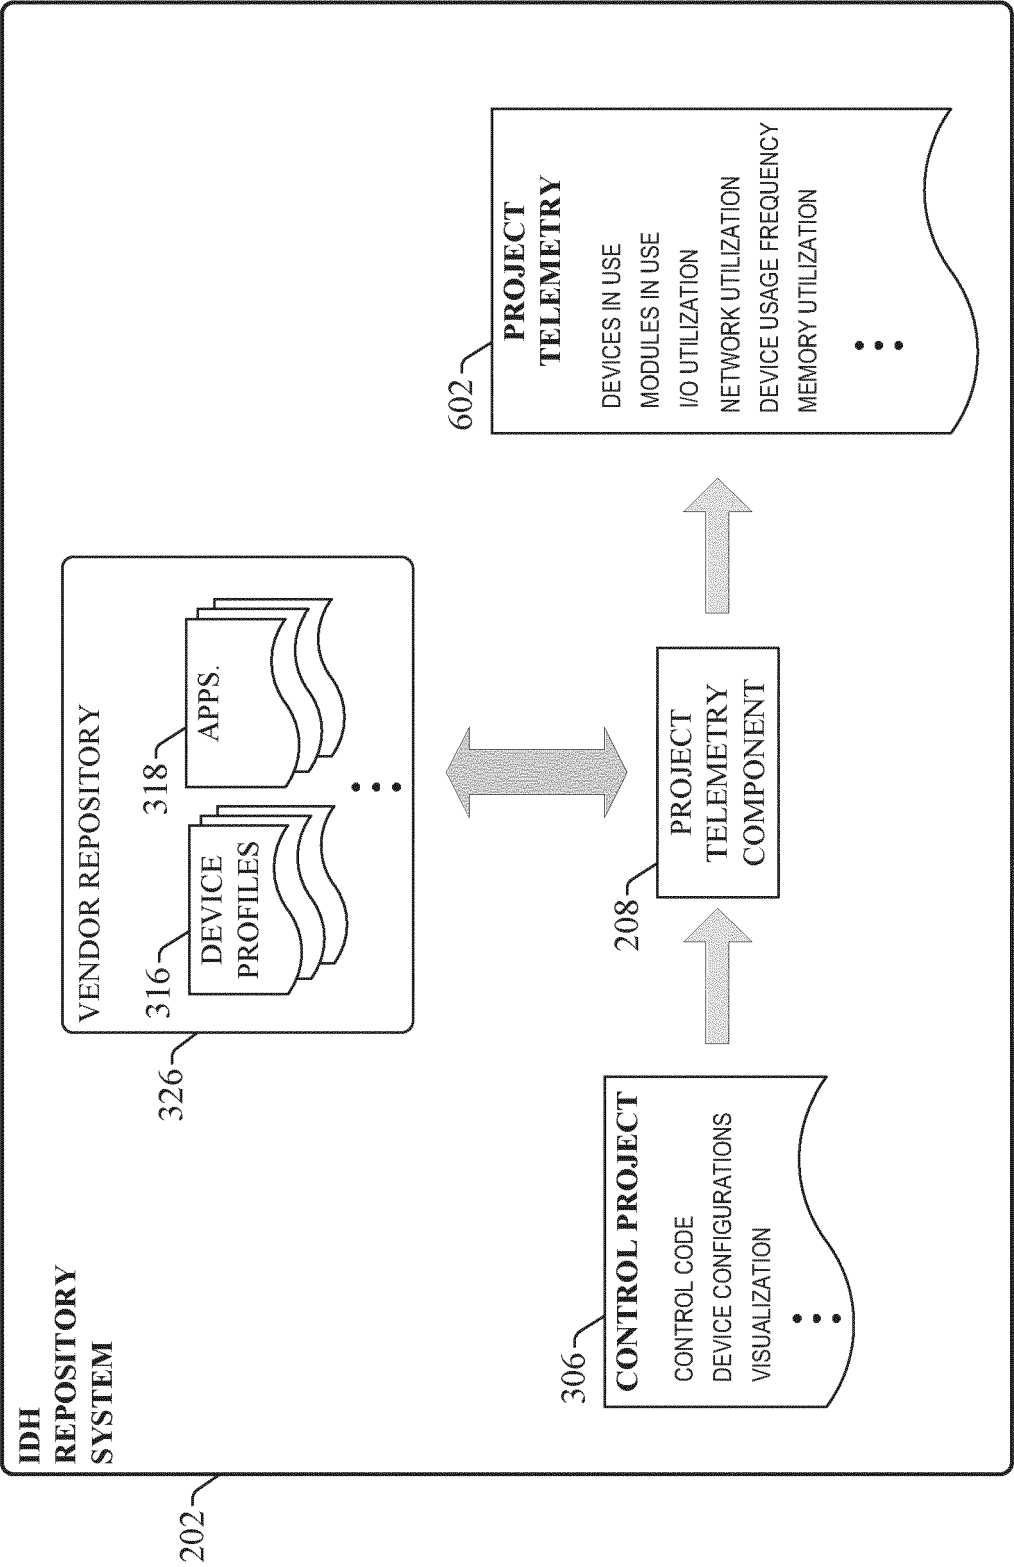 IDH
REPOSITORY
SYSTEM
202
VENDOR REPOSITORY
326
316
DEVICE
PROFILES
318
APPS.
306
CONTROL PROJECT
CONTROL CODE
DEVICE CONFIGURATIONS
VISUALIZATION
208
PROJECT
TELEMETRY
COMPONENT
602
PROJECT
TELEMETRY
DEVICES IN USE
MODULES IN USE
I/O UTILIZATION
NETWORK UTILIZATION
DEVICE USAGE FREQUENCY
MEMORY UTILIZATION